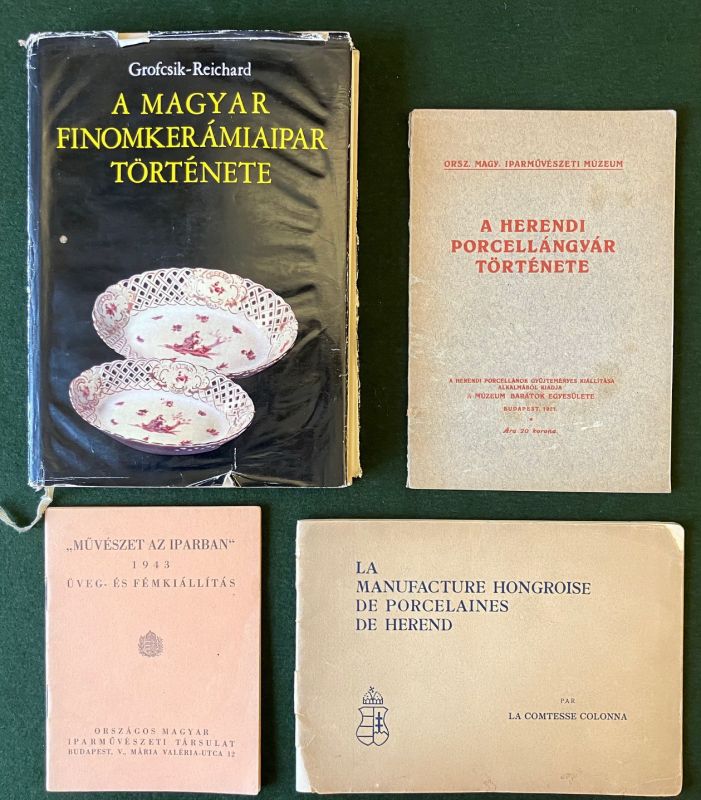 Grofcsik-Reichard
A MAGYAR
FINOMKERÁMIAIPAR
TÖRTÉNETE
ORSZ. MAGY. IPARMŰVÉSZETI MÚZEUM
A HERENDI
PORCELLÁNGYÁR
TÖRTÉNETE
A HERENDI PORCELLÁNOK GYŰJTEMÉNYES KIÁLLÍTÁSA
ALKALMÁBÓL KIADJA
A MÚZEUM BARÁTOK EGYESÜLETE
BUDAPEST, 1921.
Ára 20 korona.
„MŰVÉSZET AZ IPARBAN"
1943
ÜVEG- ÉS FÉMKIÁLLÍTÁS
ORSZÁGOS MAGYAR
IPARMŰVÉSZETI TÁRSULAT
BUDAPEST, V., MÁRIA VALÉRIA-UTCA 12
LA
MANUFACTURE HONGROISE
DE PORCELAINES
DE HEREND
PAR
LA COMTESSE COLONNA